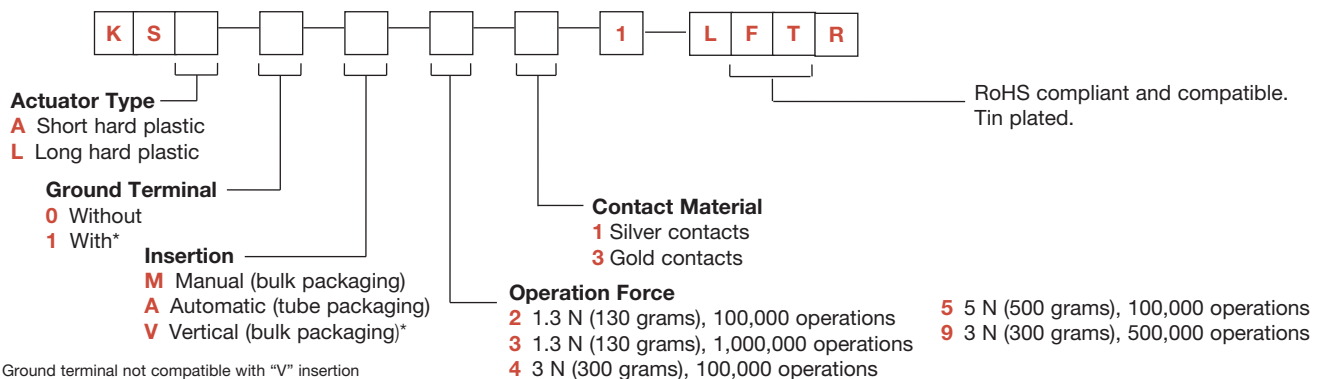 K S 1 L F T R
Actuator Type
A Short hard plastic
L Long hard plastic
RoHS compliant and compatible.
Tin plated.
Ground Terminal
0 Without
1 With*
Contact Material
1 Silver contacts
3 Gold contacts
Insertion
M Manual (bulk packaging)
A Automatic (tube packaging)
V Vertical (bulk packaging)*
Operation Force
2 1.3 N (130 grams), 100,000 operations
3 1.3 N (130 grams), 1,000,000 operations
4 3 N (300 grams), 100,000 operations
5 5 N (500 grams), 100,000 operations
9 3 N (300 grams), 500,000 operations
Ground terminal not compatible with “V” insertion